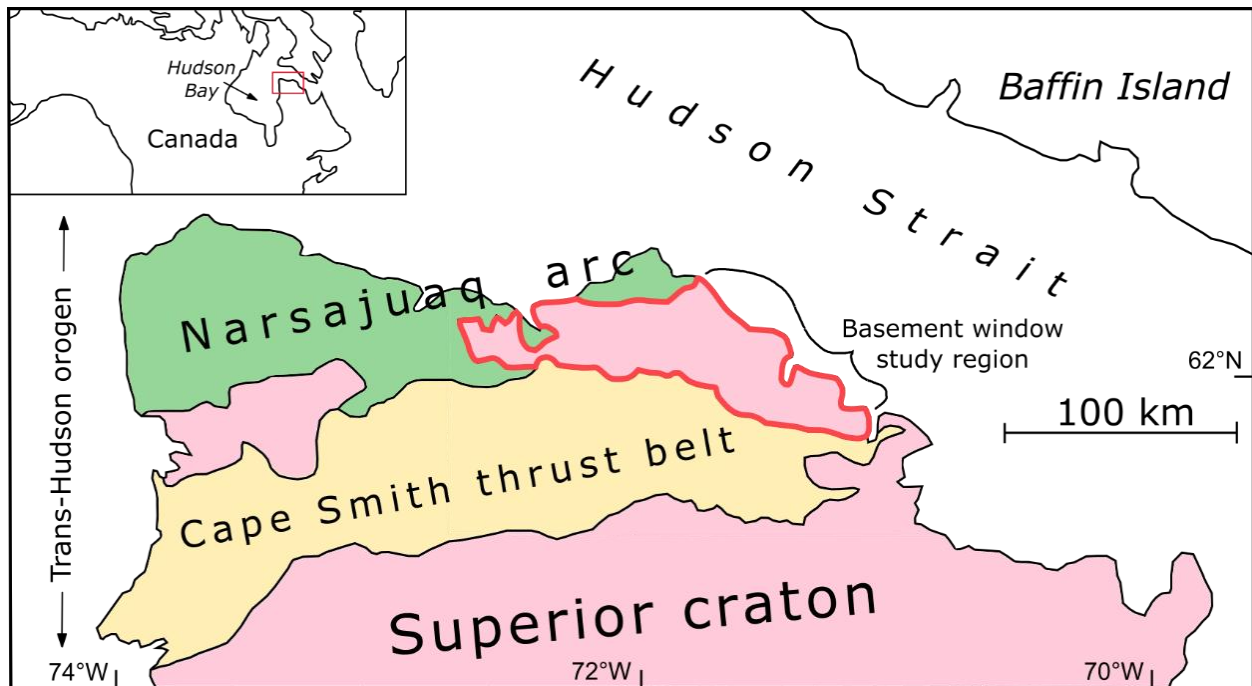 Hudson
Bay
Canada
Baffin Island
Hudson Strait
Narsajuaq arc
Basement window
study region
62°N
100 km
Trans-Hudson orogen
Cape Smith thrust belt
Superior craton
74°W
72°W
70°W